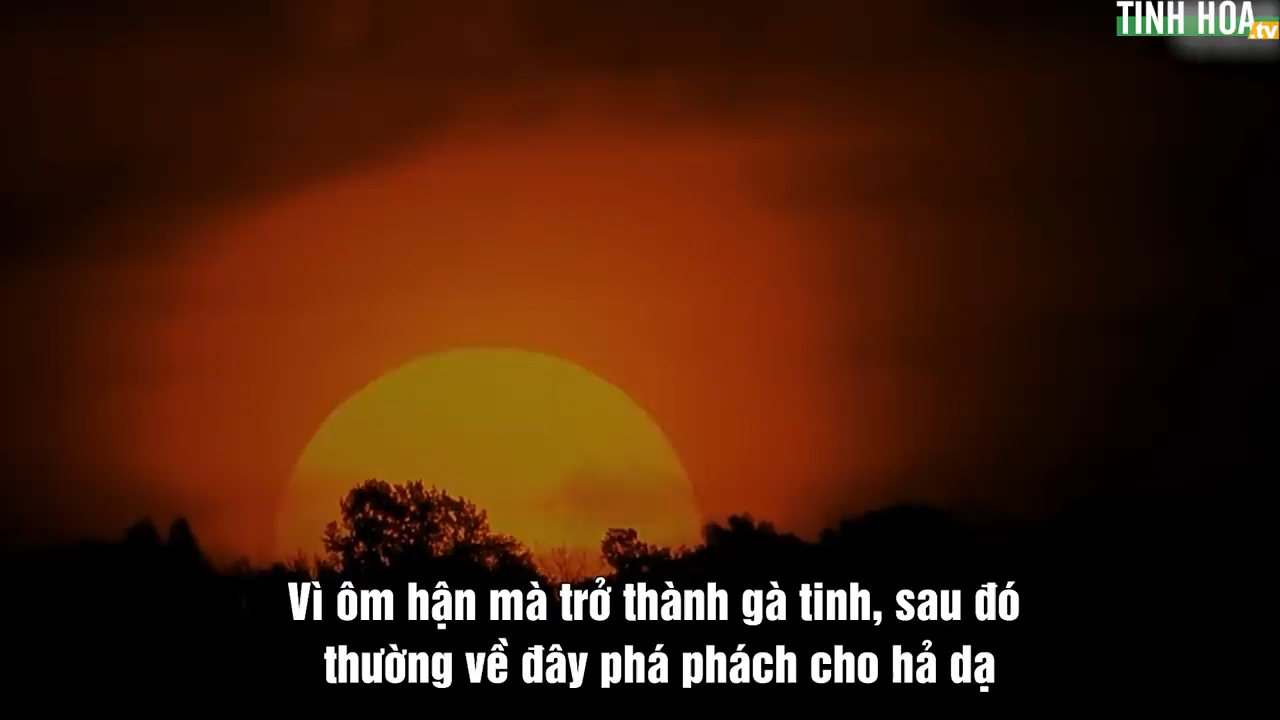 TINH HOA
.tv
Vì ôm hận mà trở thành gà tinh, sau đó
thường về đây phá phách cho hả dạ